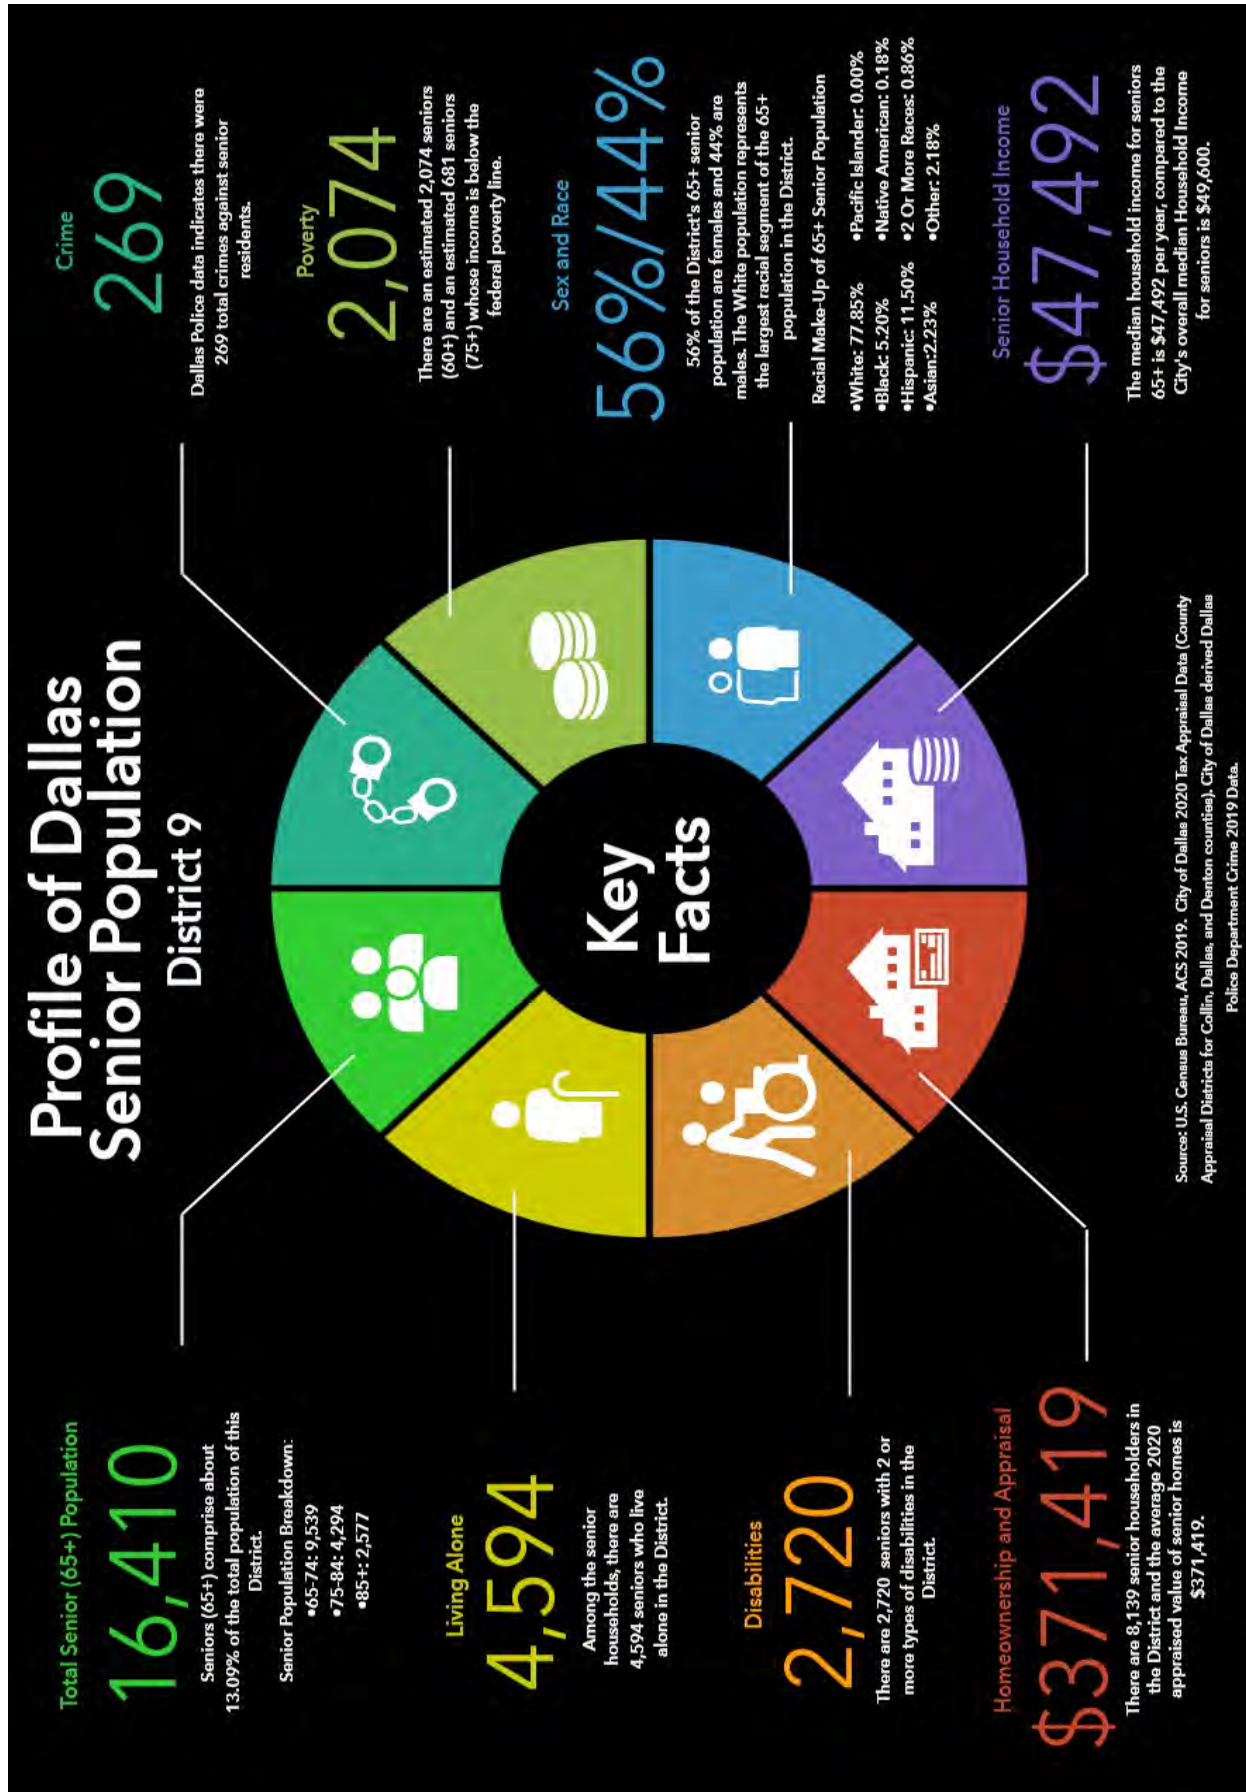 Profile of Dallas
Senior Population
District 9
Total Senior (65+) Population
16,410
Seniors (65+) comprise about
13.09% of the total population of this
District.
Senior Population Breakdown:
•65-74: 9,539
•75-84: 4,294
•85+: 2,577
Living Alone
4,594
Among the senior
households, there are
4,594 seniors who live
alone in the District.
Disabilities
2,720
There are 2,720 seniors with 2 or
more types of disabilities in the
District.
Homeownership and Appraisal
$371,419
There are 8,139 senior householders in
the District and the average 2020
appraised value of senior homes is
$371,419.
Key
Facts
Crime
269
Dallas Police data indicates there were
269 total crimes against senior
residents.
Poverty
2,074
There are an estimated 2,074 seniors
(60+) and an estimated 681 seniors
(75+) whose income is below the
federal poverty line.
Sex and Race
56%/44%
56% of the District's 65+ senior
population are females and 44% are
males. The White population represents
the largest racial segment of the 65+
population in the District.
Racial Make-Up of 65+ Senior Population
•White: 77.85%
•Black: 5.20%
•Hispanic: 11.50%
•Asian:2.23%
•Pacific Islander: 0.00%
•Native American: 0.18%
•2 Or More Races: 0.86%
•Other: 2.18%
Senior Household Income
$47,492
The median household income for seniors
65+ is $47,492 per year, compared to the
City's overall median Household Income
for seniors is $49,600.
Source: U.S. Census Bureau, ACS 2019. City of Dallas 2020 Tax Appraisal Data (County
Appraisal Districts for Collin, Dallas, and Denton counties). City of Dallas derived Dallas
Police Department Crime 2019 Data.